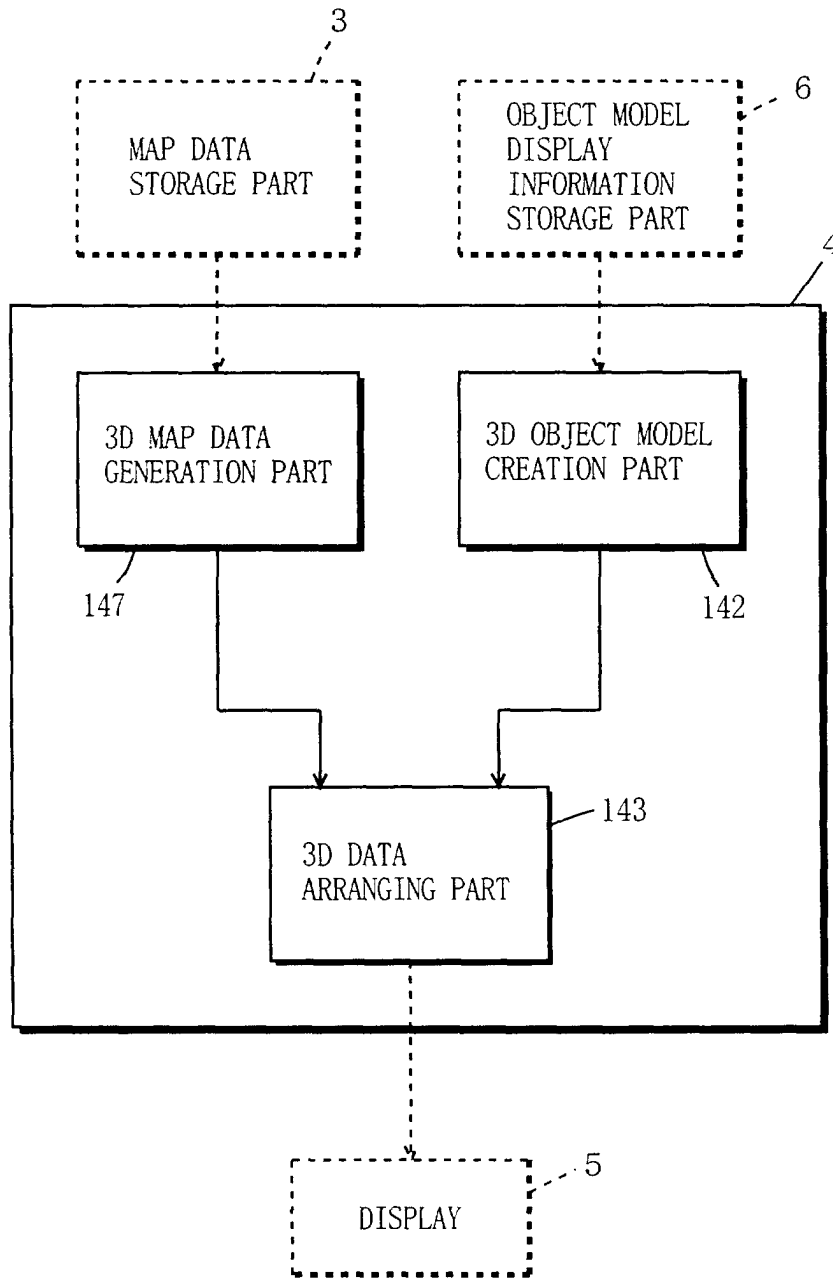 3
MAP DATA
STORAGE PART
6
OBJECT MODEL
DISPLAY
INFORMATION
STORAGE PART
4
3D MAP DATA
GENERATION PART
147
3D OBJECT MODEL
CREATION PART
142
143
3D DATA
ARRANGING PART
5
DISPLAY